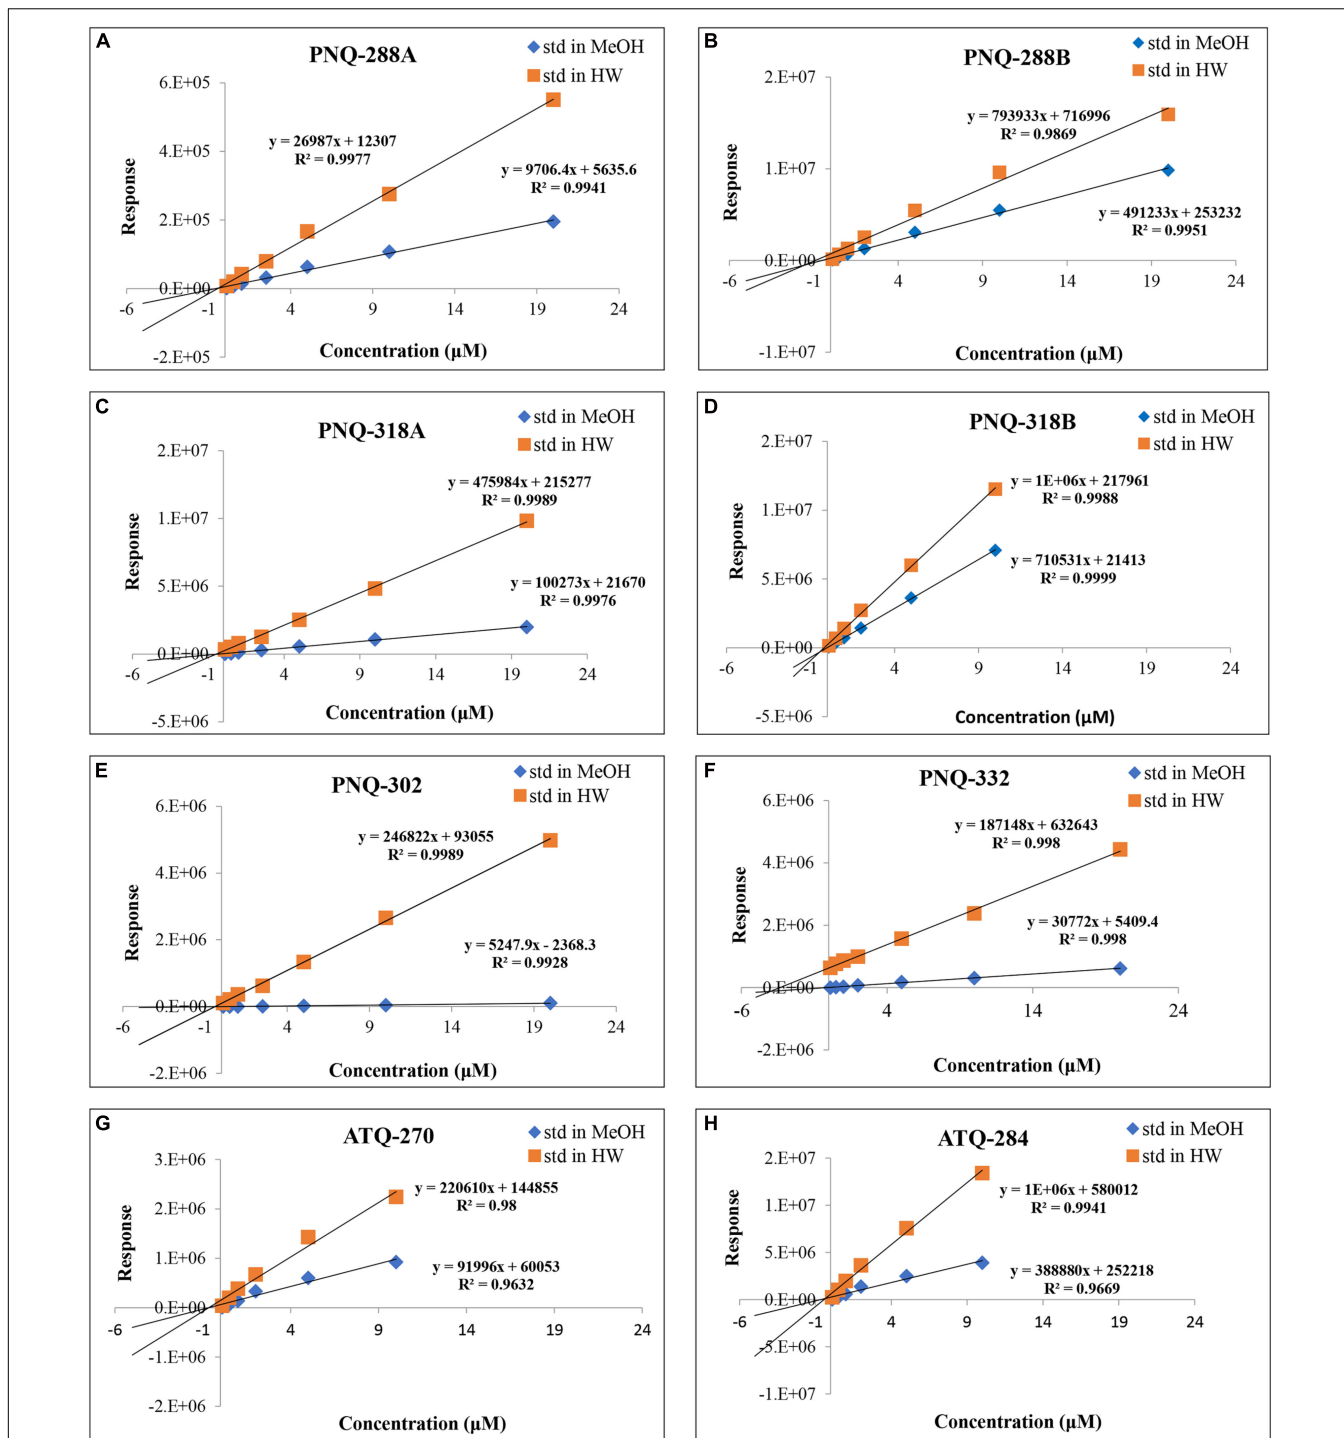 A
PNQ-288A
std in MeOH
std in HW
6.E+05
4.E+05
2.E+05
0.E+00
-2.E+05
Response
y = 26987x + 12307
R² = 0.9977
y = 9706.4x + 5635.6
R² = 0.9941
-6 -1 4 9 14 19 24
Concentration (µM)
B
PNQ-288B
std in MeOH
std in HW
2.E+07
1.E+07
0.E+00
-1.E+07
Response
y = 793933x + 716996
R² = 0.9869
y = 491233x + 253232
R² = 0.9951
-6 -1 4 9 14 19 24
Concentration (µM)
C
PNQ-318A
std in MeOH
std in HW
2.E+07
1.E+07
5.E+06
0.E+00
-5.E+06
Response
y = 475984x + 215277
R² = 0.9989
y = 100273x + 21670
R² = 0.9976
-6 -1 4 9 14 19 24
Concentration (µM)
D
PNQ-318B
std in MeOH
std in HW
2.E+07
1.E+07
5.E+06
0.E+00
-5.E+06
Response
y = 1E+06x + 217961
R² = 0.9988
y = 710531x + 21413
R² = 0.9999
-6 -1 4 9 14 19 24
Concentration (µM)
E
PNQ-302
std in MeOH
std in HW
6.E+06
4.E+06
2.E+06
0.E+00
-2.E+06
Response
y = 246822x + 93055
R² = 0.9989
y = 5247.9x - 2368.3
R² = 0.9928
-6 -1 4 9 14 19 24
Concentration (µM)
F
PNQ-332
std in MeOH
std in HW
6.E+06
4.E+06
2.E+06
0.E+00
-2.E+06
Response
y = 187148x + 632643
R² = 0.998
y = 30772x + 5409.4
R² = 0.998
-6 4 14 24
Concentration (µM)
G
ATQ-270
std in MeOH
std in HW
3.E+06
2.E+06
1.E+06
0.E+00
-1.E+06
-2.E+06
Response
y = 220610x + 144855
R² = 0.98
y = 91996x + 60053
R² = 0.9632
-6 -1 4 9 14 19 24
Concentration (µM)
H
ATQ-284
std in MeOH
std in HW
2.E+07
1.E+07
5.E+06
0.E+00
-5.E+06
-1.E+07
Response
y = 1E+06x + 580012
R² = 0.9941
y = 388880x + 252218
R² = 0.9669
-6 -1 4 9 14 19 24
Concentration (µM)